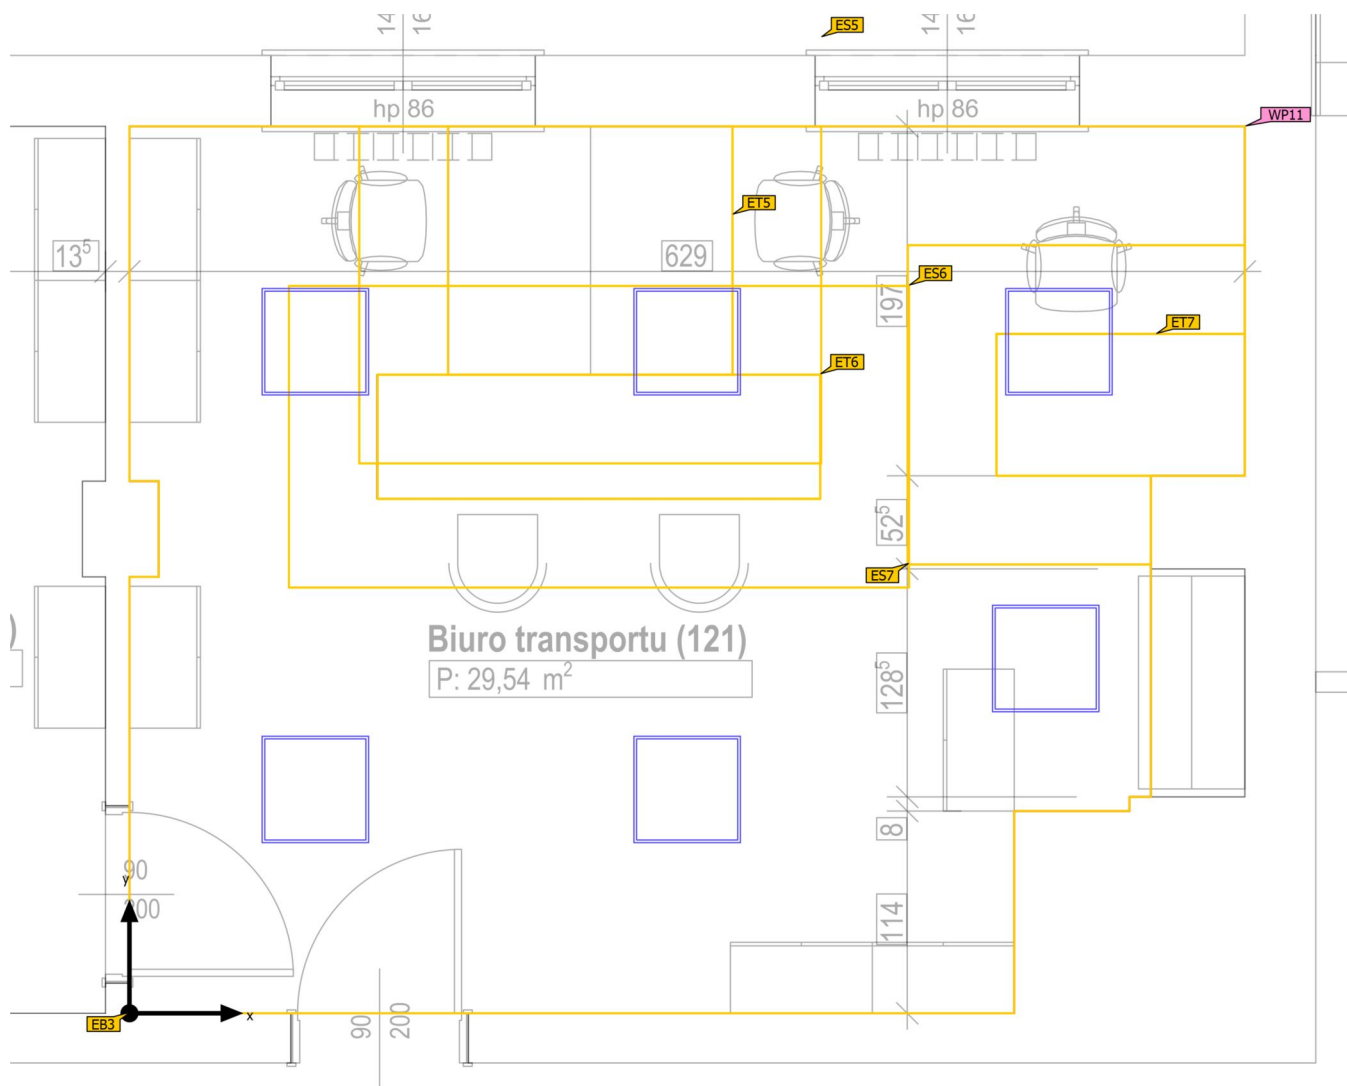 ES5
hp 86
hp 86
WP11
13⁵
629
ET5
197
ES6
ET7
ET6
52⁵
ES7
Biuro transportu (121)
P: 29,54 m²
128⁵
8
90
y
114
EB3
x
90
200